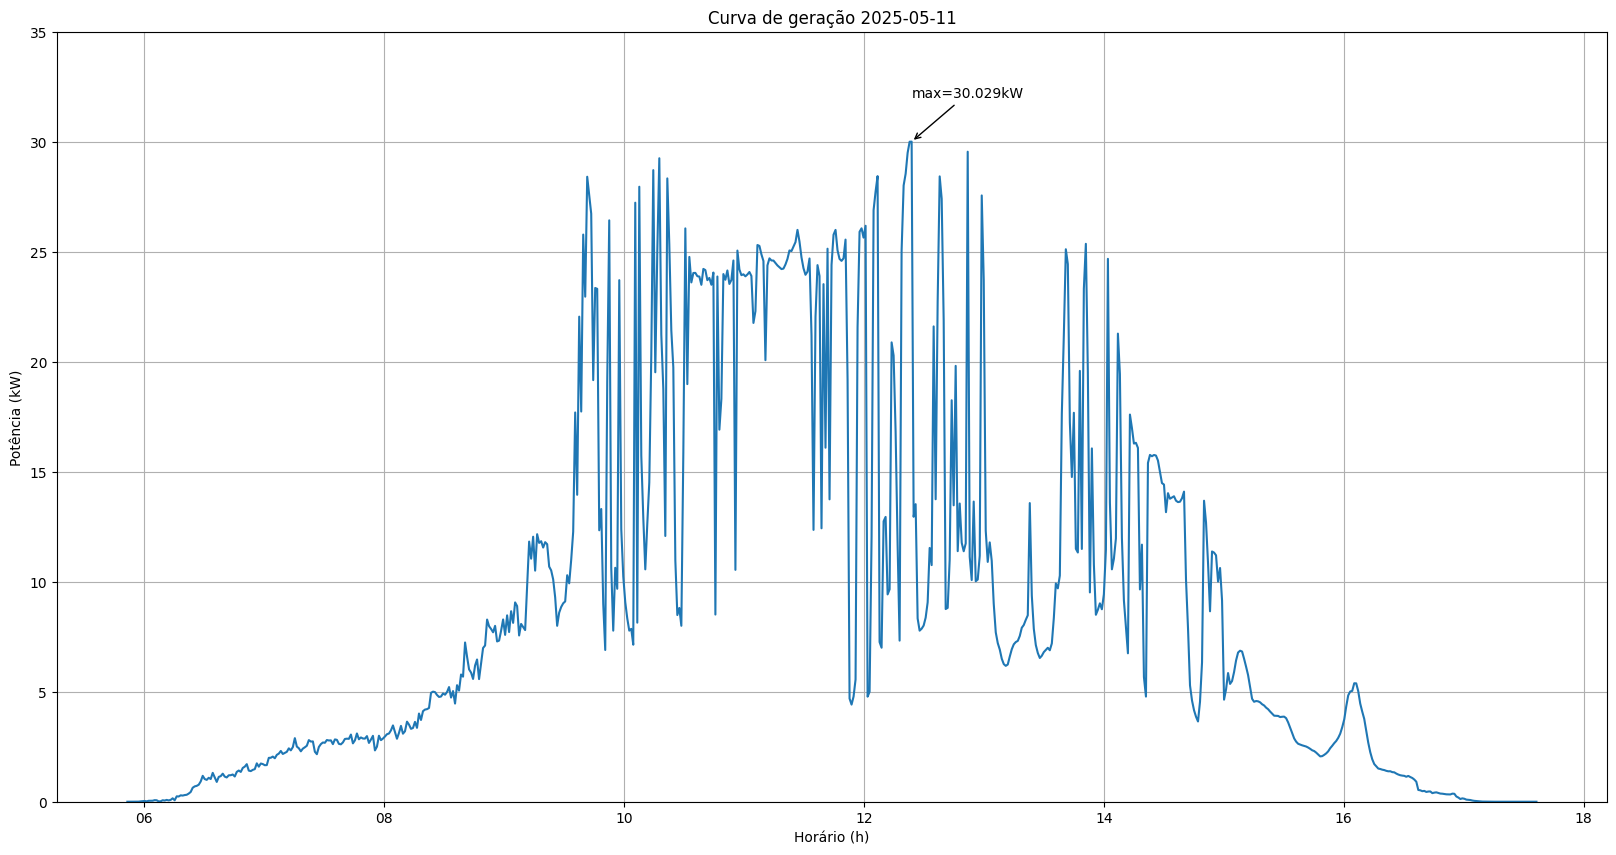 Curva de geração 2025-05-11
35
max=30.029kW
30
25
20
Potência (kW)
15
10
5
0
06 08 10 12 14 16 18
Horário (h)